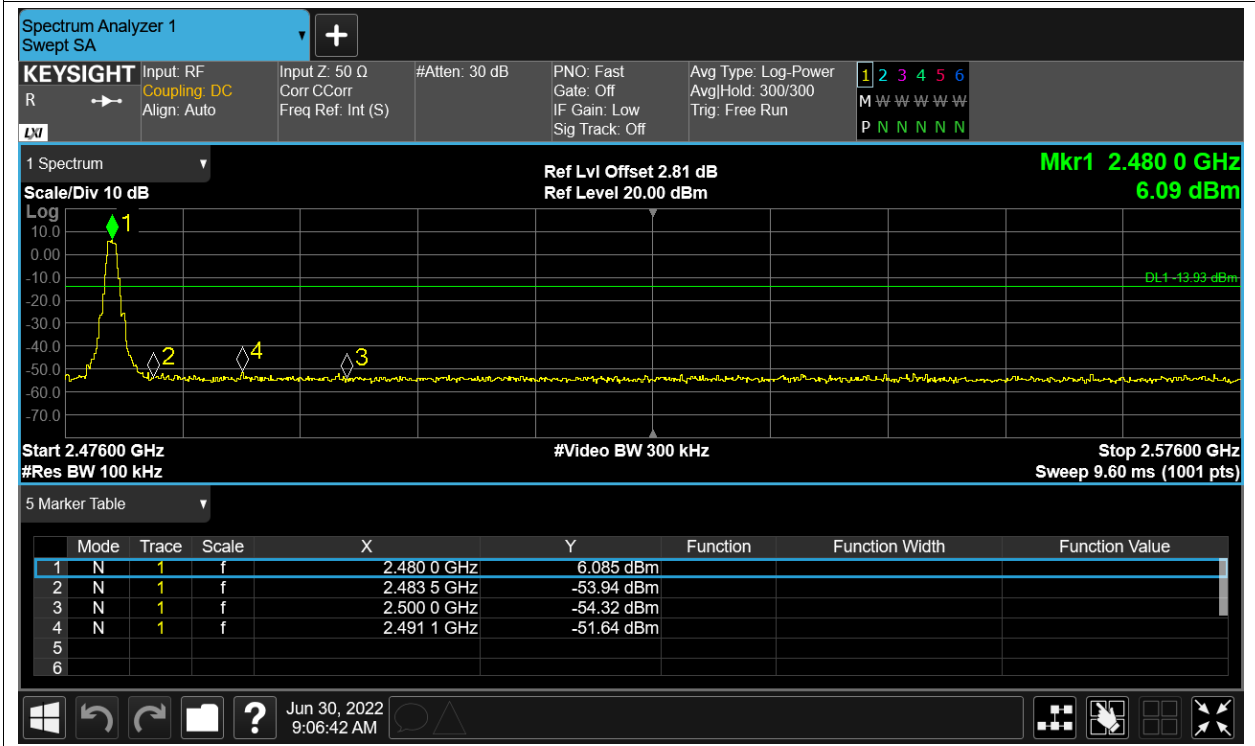 Spectrum Analyzer 1
Swept SA
+
KEYSIGHT Input: RF Input Z: 50 Ω #Atten: 30 dB PNO: Fast Avg Type: Log-Power 1 2 3 4 5 6
R Coupling: DC Corr CCorr Gate: Off Avg|Hold: 300/300 M W W W W W
Align: Auto Freq Ref: Int (S) IF Gain: Low Trig: Free Run P N N N N N
LXI Sig Track: Off
1 Spectrum Ref Lvl Offset 2.81 dB Mkr1 2.480 0 GHz
Scale/Div 10 dB Ref Level 20.00 dBm 6.09 dBm
Log
1
10.0
0.00
-10.0 DL1 -13.93 dBm
-20.0
-30.0
-40.0
2 4 3
-50.0
-60.0
-70.0
Start 2.47600 GHz #Video BW 300 kHz Stop 2.57600 GHz
#Res BW 100 kHz Sweep 9.60 ms (1001 pts)
5 Marker Table
Mode Trace Scale X Y Function Function Width Function Value
1 N 1 f 2.480 0 GHz 6.085 dBm
2 N 1 f 2.483 5 GHz -53.94 dBm
3 N 1 f 2.500 0 GHz -54.32 dBm
4 N 1 f 2.491 1 GHz -51.64 dBm
5
6
? Jun 30, 2022
9:06:42 AM